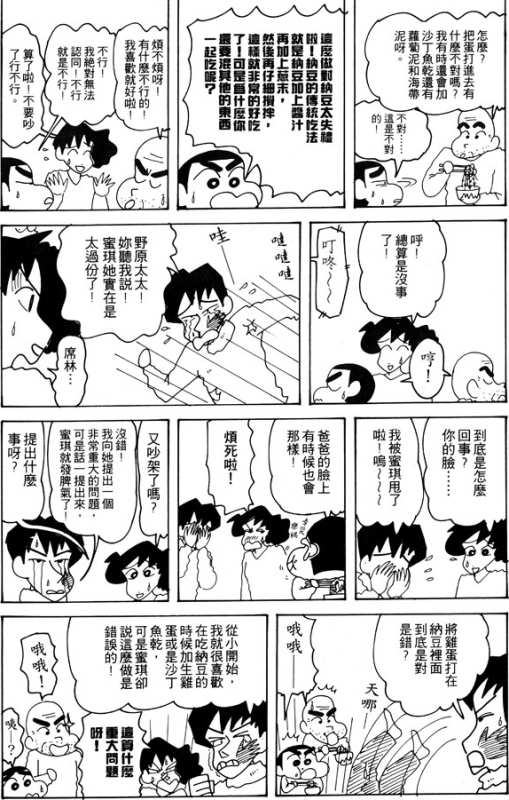 怎麼？
把蛋打進去有
什麼不對嗎？
我有時還會加
沙丁魚乾還有
蘿蔔泥和海帶
泥呀。
不對……
這是不
對的
這麼做對納豆太失禮
啦！納豆的傳統吃法
就是納豆加上醬汁
再加上葱末，
然後再仔細攪拌，
這樣就非常的好吃
了！可是為什麼你
還要混其他的東西
一起吃呢？
煩不煩呀！
有什麼不行的！
我喜歡就好啦！
不行！
我絕對無法
認同！不行
就是不行！
算了啦！不要吵
了行不行。
呼！
總算是沒事
了！
叮咚～～
哼！
噠噠噠
哇
野原太太！
妳聽我說！
蜜琪她實在是
太過份了！
席林…
到底是怎麼
回事？
你的臉……
我被蜜琪甩了
啦！嗚～～～
爸爸的臉上
有時候也會
那樣！
煩死啦！
又吵架了嗎？
沒錯！
我向她提出一個
非常重大的問題，
可是話一提出來，
蜜琪就發脾氣了！
提出什麼
事呀？
將雞蛋打在
納豆裡面
到底是對
是錯？
天哪
哦哦
從小開始，
我就很喜歡
在吃納豆的
時候加生雞
蛋或是沙丁
魚乾，
可是蜜琪卻
說這麼做是
錯誤的！
這算什麼
重大問題
呀！
哦哦！
咦—？